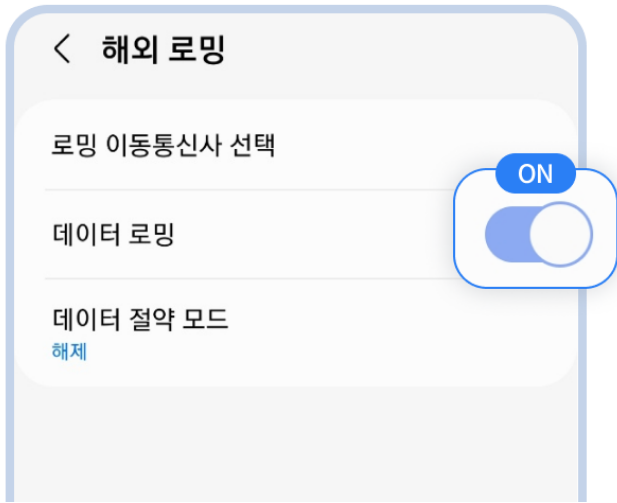 해외 로밍
로밍 이동통신사 선택
ON
데이터 로밍
데이터 절약 모드
해제